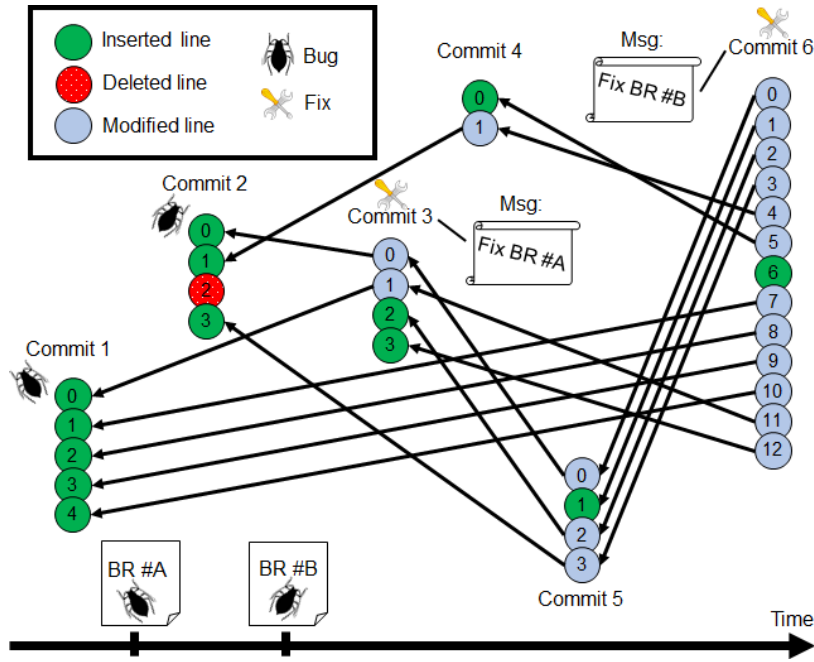 Inserted line
Bug
Deleted line
Fix
Modified line
Commit 4
0
1
Msg:
Fix BR #B
Commit 6
0
1
2
3
4
5
6
7
8
9
10
11
12
Commit 2
0
1
2
3
Commit 3
0
1
2
3
Msg:
Fix BR #A
Commit 1
0
1
2
3
4
0
1
2
3
Commit 5
BR #A
BR #B
Time